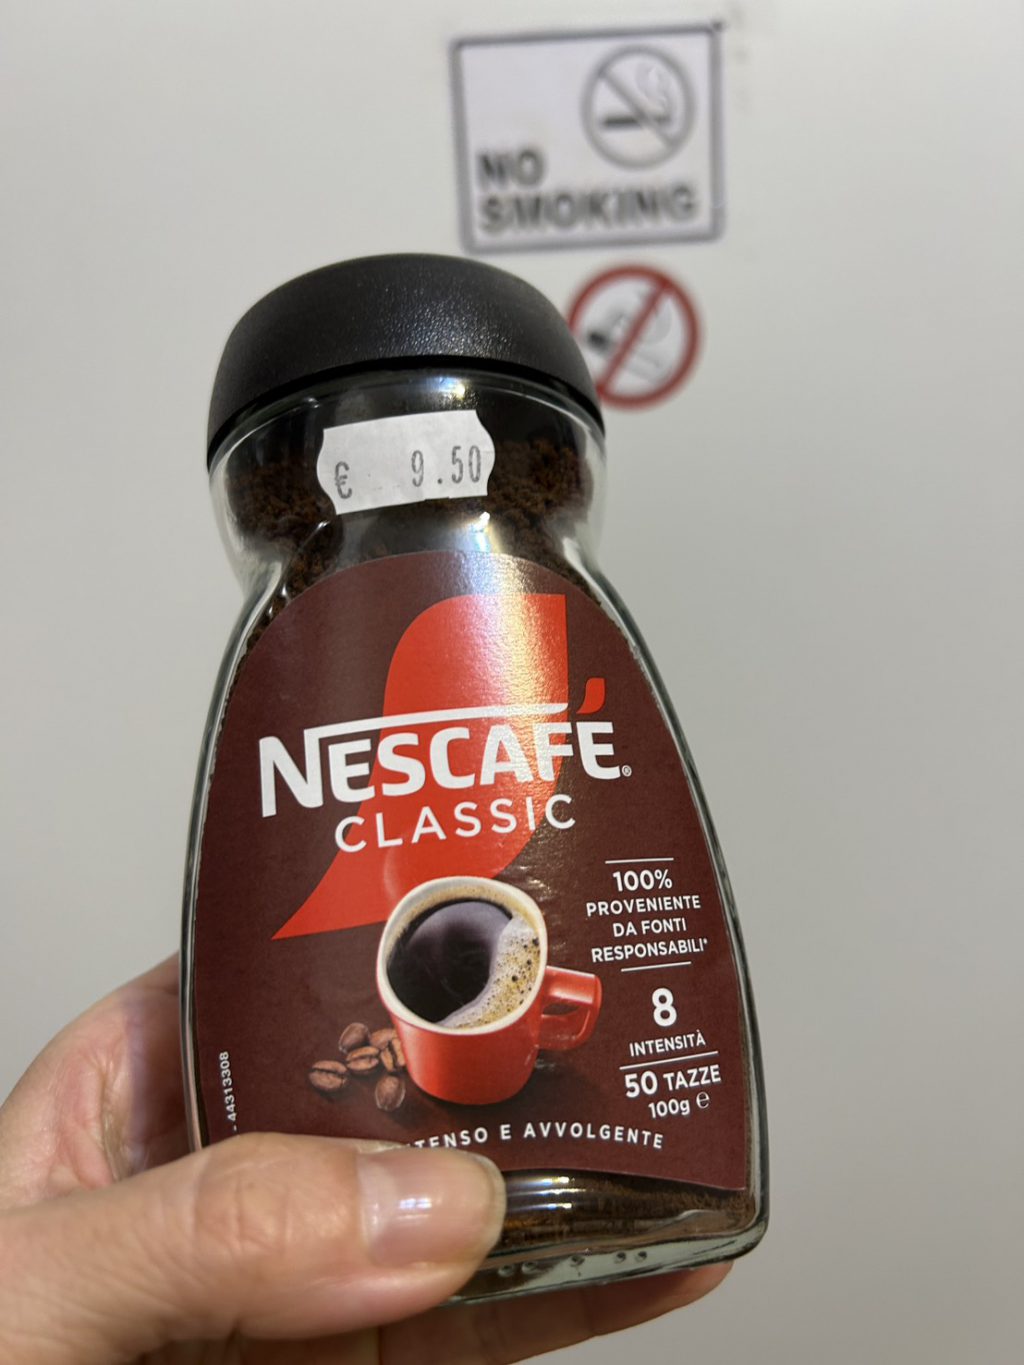 NO
SMOKING
€ 9.50
NESCAFÉ®
CLASSIC
100%
PROVENIENTE
DA FONTI
RESPONSABILI*
8
INTENSITÀ
50 TAZZE
100g ℮
E AVVOLGENTE
44313308